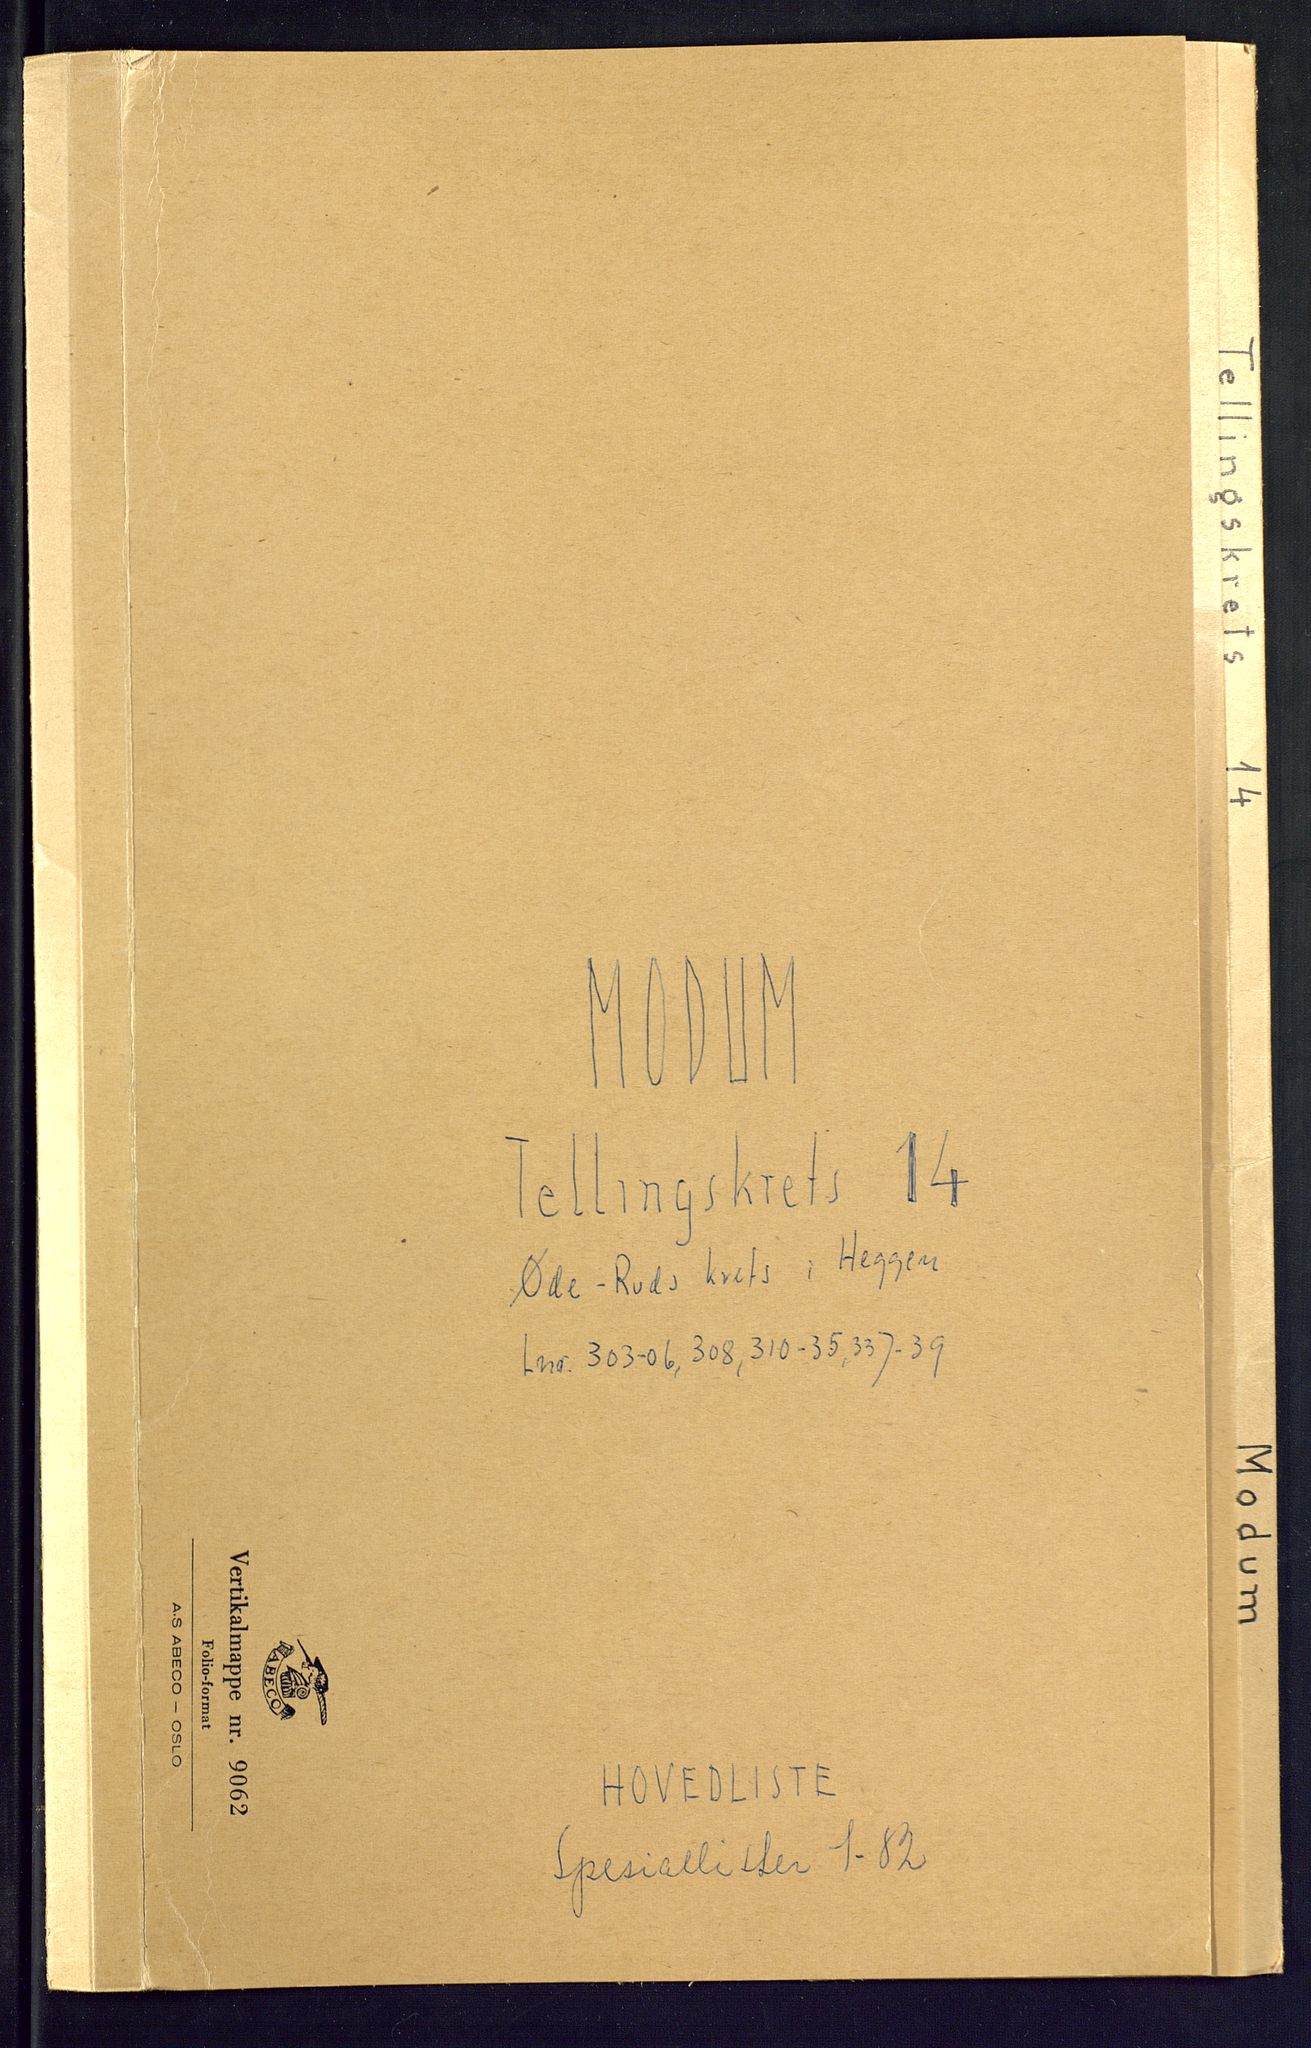 MODUM
Tellingskrets 14
Øde-Ruds krets i Heggen
Lnr. 303-06, 308, 310-35, 337-39
HOVEDLISTE
Spesiallister 1-82
Tellingskrets 14 Modum
ABECO
Vertikalmappe nr. 9062
Folio-format
A.S ABECO — OSLO